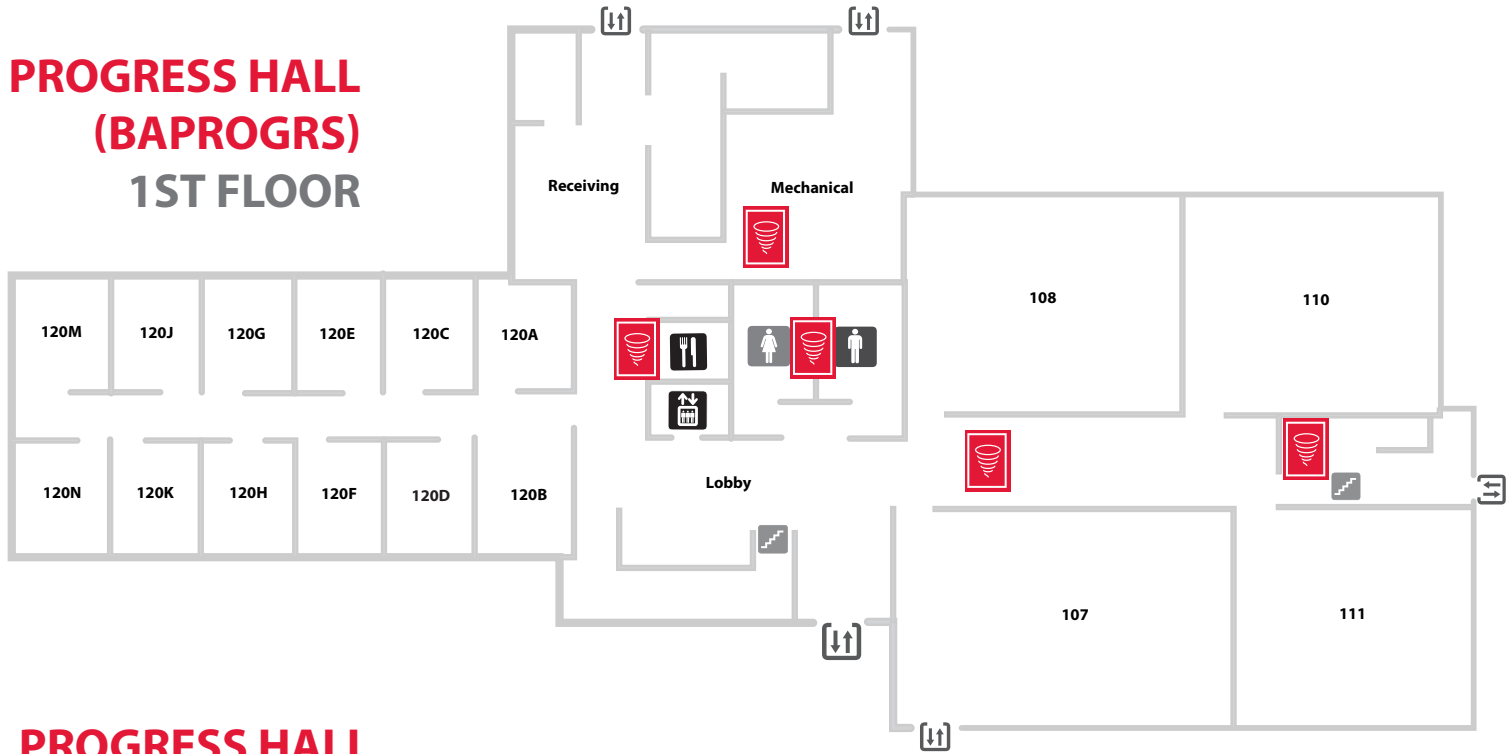 PROGRESS HALL
(BAPROGRS)
1ST FLOOR
Receiving
Mechanical
108
110
120M
120J
120G
120E
120C
120A
120N
120K
120H
120F
120D
120B
Lobby
107
111
PROGRESS HALL